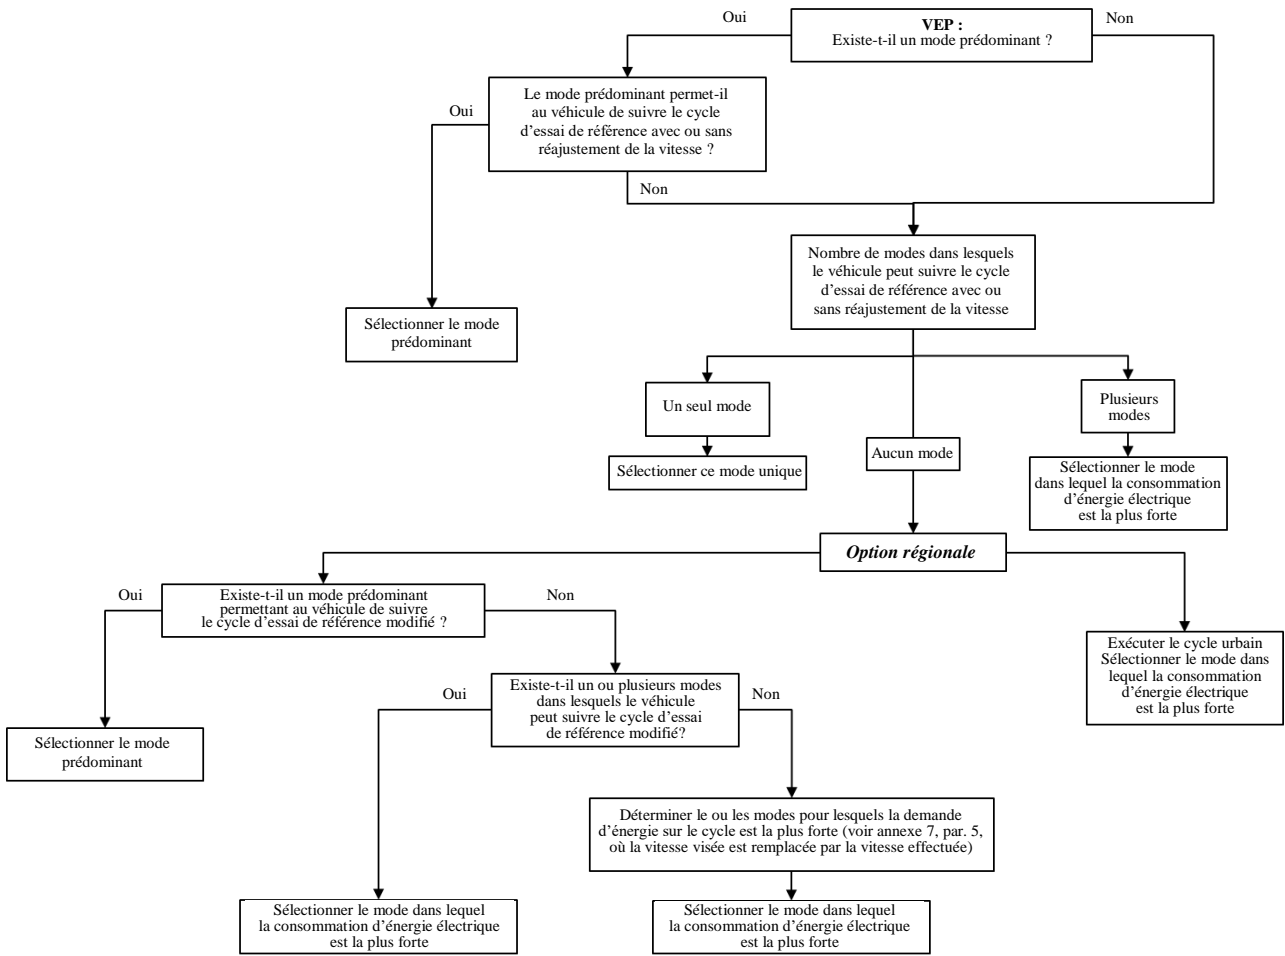 Oui
VEP :
Existe-t-il un mode prédominant ?
Non
Le mode prédominant permet-il
au véhicule de suivre le cycle
d'essai de référence avec ou sans
réajustement de la vitesse ?
Oui
Non
Nombre de modes dans lesquels
le véhicule peut suivre le cycle
d'essai de référence avec ou
sans réajustement de la vitesse
Sélectionner le mode
prédominant
Un seul mode
Plusieurs
modes
Aucun mode
Sélectionner ce mode unique
Sélectionner le mode
dans lequel la consommation
d'énergie électrique
est la plus forte
Option régionale
Oui
Existe-t-il un mode prédominant
permettant au véhicule de suivre
le cycle d'essai de référence modifié ?
Non
Exécuter le cycle urbain
Sélectionner le mode dans
lequel la consommation
d'énergie électrique
est la plus forte
Oui
Existe-t-il un ou plusieurs modes
dans lesquels le véhicule
peut suivre le cycle d'essai
de référence modifié?
Non
Sélectionner le mode
prédominant
Déterminer le ou les modes pour lesquels la demande
d'énergie sur le cycle est la plus forte (voir annexe 7, par. 5,
où la vitesse visée est remplacée par la vitesse effectuée)
Sélectionner le mode dans lequel
la consommation d'énergie électrique
est la plus forte
Sélectionner le mode dans lequel
la consommation d'énergie électrique
est la plus forte